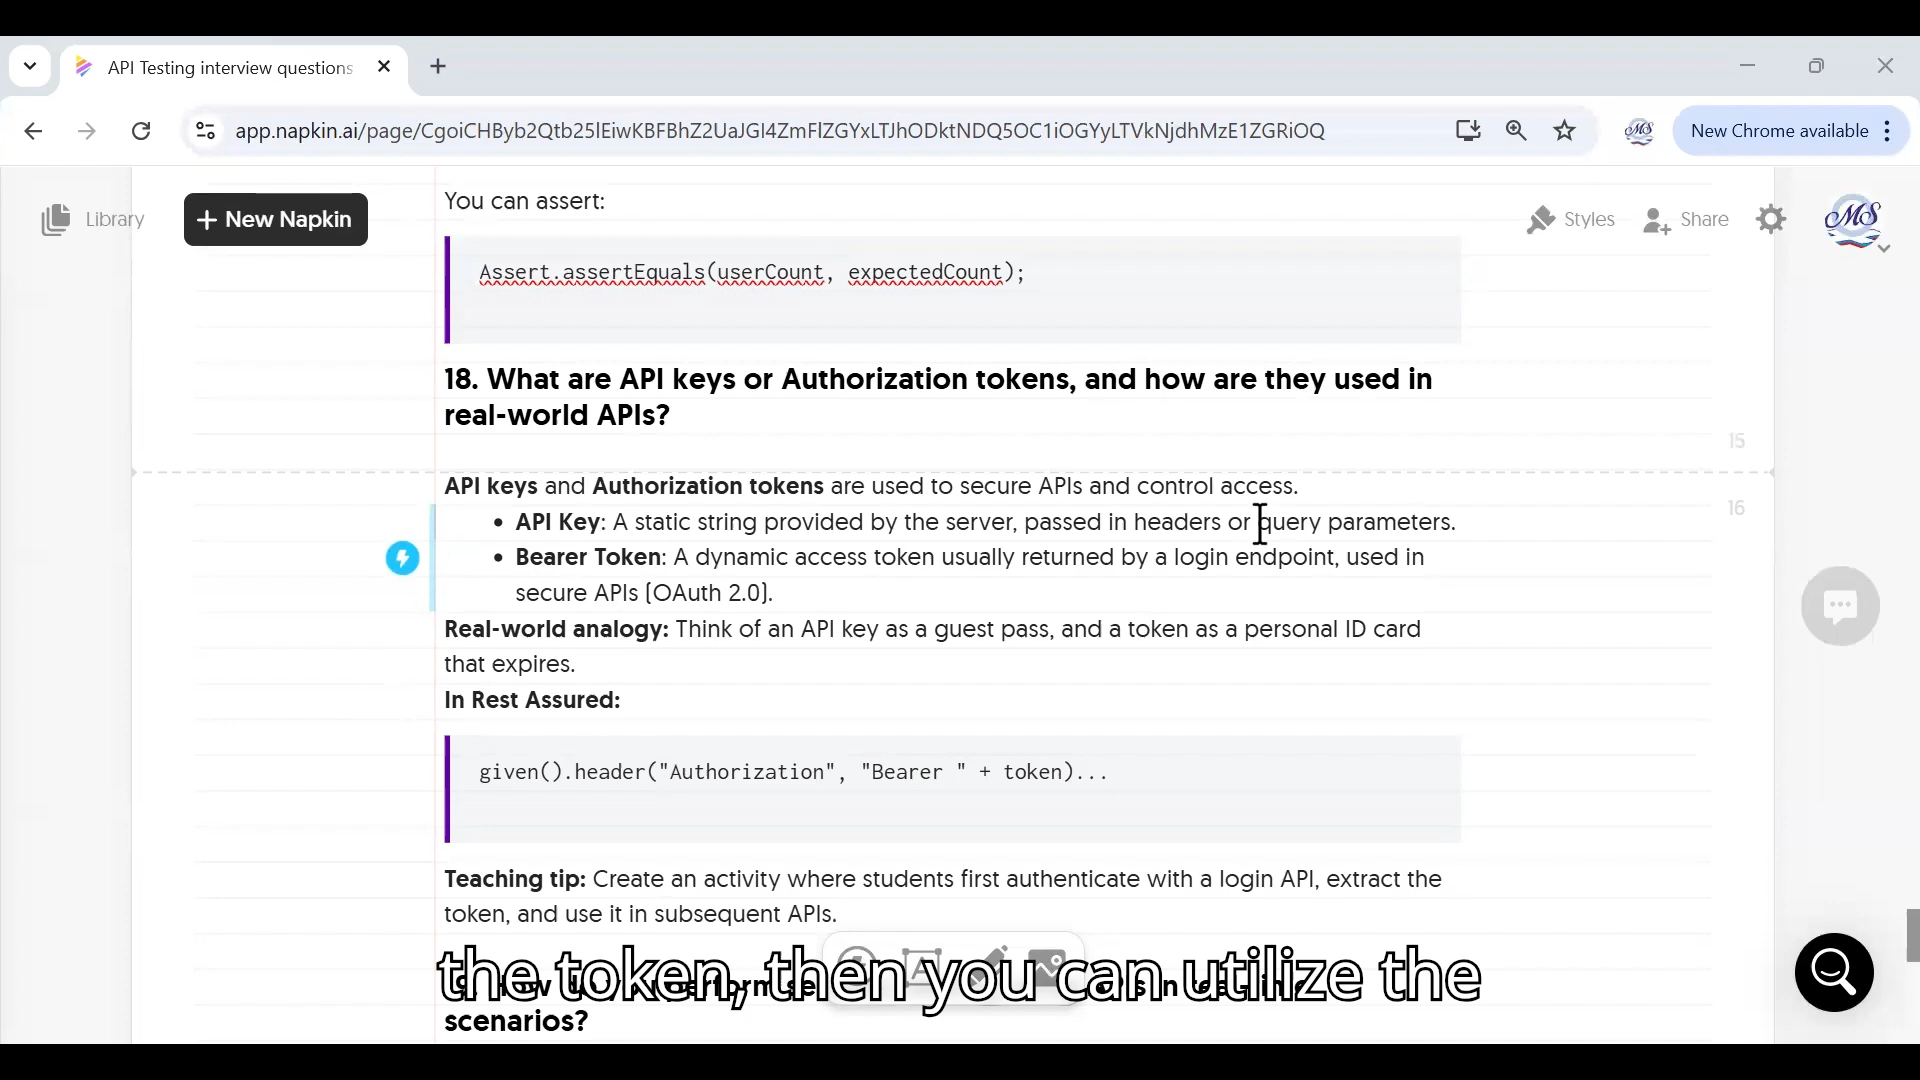 API Testing interview questions
app.napkin.ai/page/CgoiCHByb2Qtb25lEiwKBFBhZ2UaJGI4ZmFlZGYxLTJhODktNDQ5OC1iOGYyLTVkNjdhMzE1ZGRiOQ
New Chrome available
Library
+ New Napkin
Styles
Share
MS
You can assert:
Assert.assertEquals(userCount, expectedCount);
18. What are API keys or Authorization tokens, and how are they used in
real-world APIs?
15
API keys and Authorization tokens are used to secure APIs and control access.
16
• API Key: A static string provided by the server, passed in headers or query parameters.
• Bearer Token: A dynamic access token usually returned by a login endpoint, used in
secure APIs (OAuth 2.0).
Real-world analogy: Think of an API key as a guest pass, and a token as a personal ID card
that expires.
In Rest Assured:
given().header("Authorization", "Bearer " + token)...
Teaching tip: Create an activity where students first authenticate with a login API, extract the
token, and use it in subsequent APIs.
the token, then you can utilize the
scenarios?